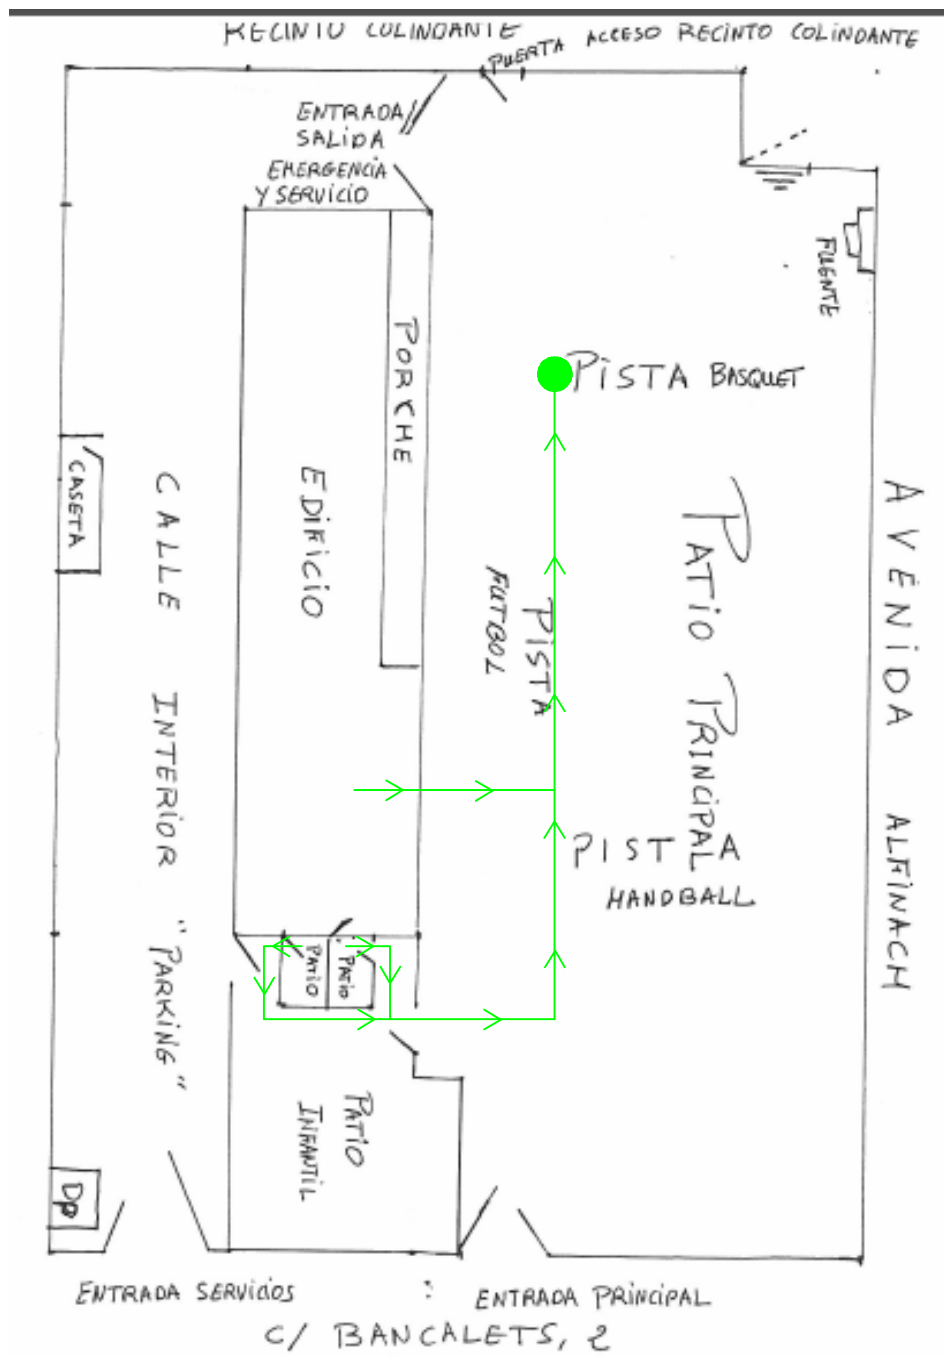 RECINTO COLINDANTE
PUERTA ACCESO RECINTO COLINDANTE
ENTRADA/
SALIDA
EMERGENCIA
Y SERVICIO
FUENTE
PORCHE
PISTA BASQUET
EDIFICIO
CASETA
CALLE INTERIOR "PARKING"
PISTA
FUTBOL
PATIO PRINCIPAL
AVENIDA ALFINACH
PISTA
HANDBALL
PATIO
PATIO
PATIO
INFANTIL
Dp
ENTRADA SERVICIOS : ENTRADA PRINCIPAL
C/ BANCALETS, 2